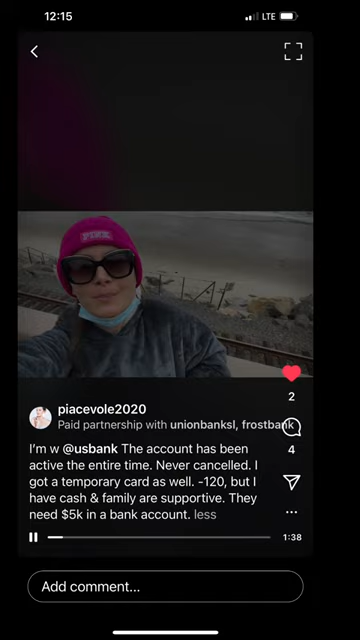 12:15
LTE
PINK
piacevole2020
Paid partnership with unionbanksl, frostbank
I'm w @usbank The account has been
active the entire time. Never cancelled. I
got a temporary card as well. -120, but I
have cash & family are supportive. They
need $5k in a bank account. less
2
4
1:38
Add comment...